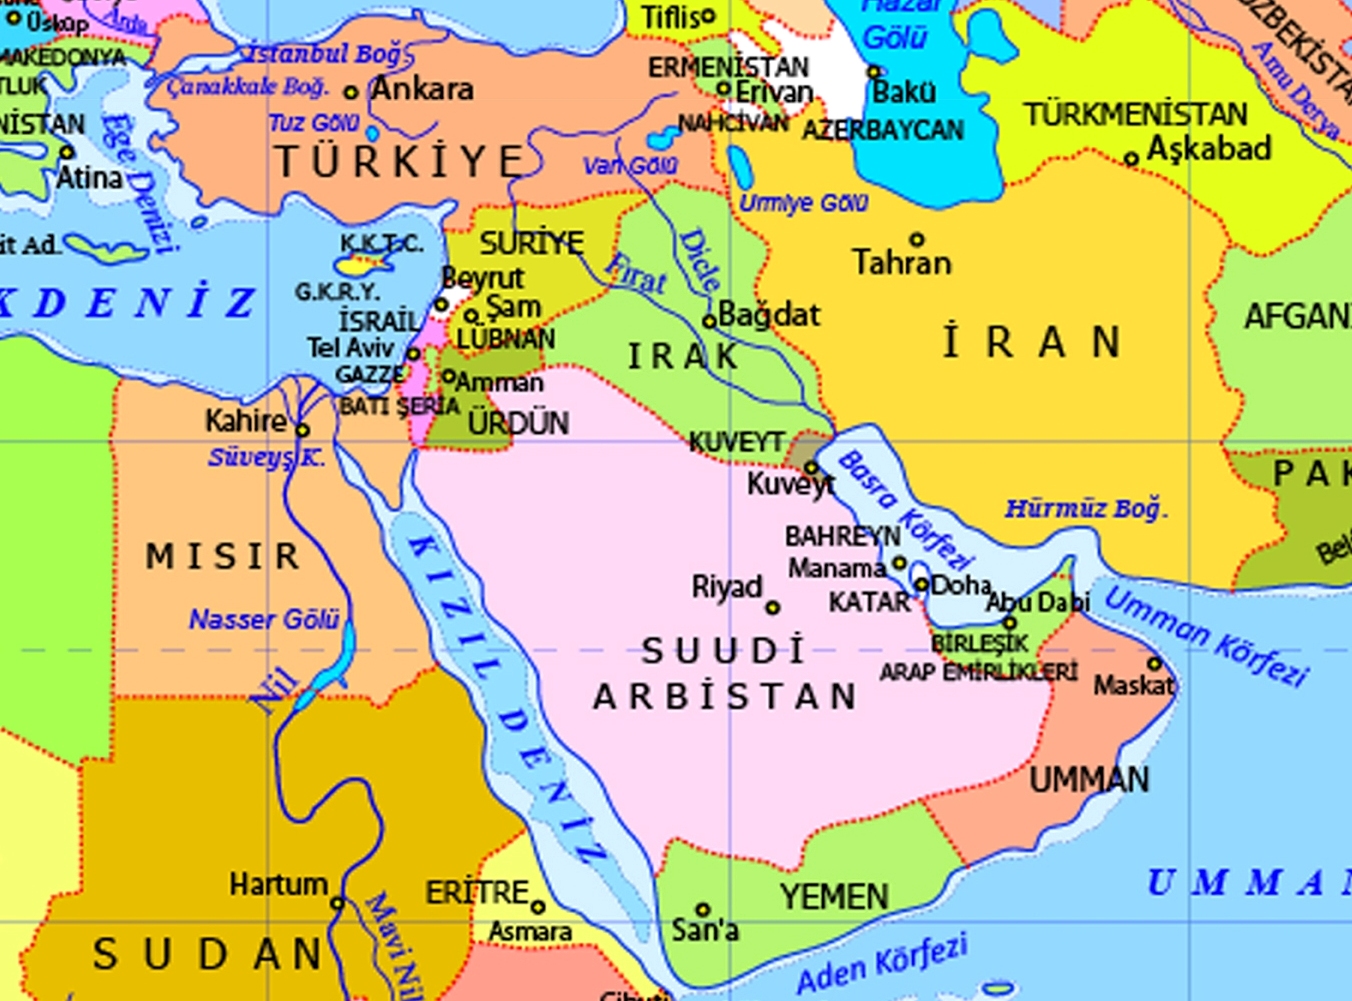 Üsküp
Arda
MAKEDONYA
Tiflis
Hazar
Gölü
ÖZBEKİSTAN
Amu Derya
İstanbul Boğ.
Çanakkale Boğ.
Ankara
ERMENİSTAN
Erivan
Bakü
TÜRKMENİSTAN
Aşkabad
Tuz Gölü
NAHCİVAN
AZERBAYCAN
TÜRKİYE
Van Gölü
Urmiye Gölü
NİSTAN
Atina
Ege Denizi
it Ad.
K.K.T.C.
SURİYE
Dicle
Fırat
Tahran
KDENİZ
G.K.R.Y.
Beyrut
Şam
İSRAİL
LÜBNAN
Bağdat
İRAN
AFGANİ
Tel Aviv
GAZZE
Amman
IRAK
BATI ŞERİA
ÜRDÜN
Kahire
Süveyş K.
KUVEYT
Kuveyt
Basra Körfezi
Hürmüz Boğ.
PAK
Bel
MISIR
KIZIL DENİZ
BAHREYN
Manama
Doha
KATAR
Riyad
Abu Dabi
Umman Körfezi
Nasser Gölü
Nil
SUUDİ
ARBİSTAN
BİRLEŞİK
ARAP EMİRLİKLERİ
Maskat
UMMAN
UMMAN
Hartum
Mavi Nil
ERİTRE
Asmara
YEMEN
San'a
SUDAN
Aden Körfezi
Cibuti